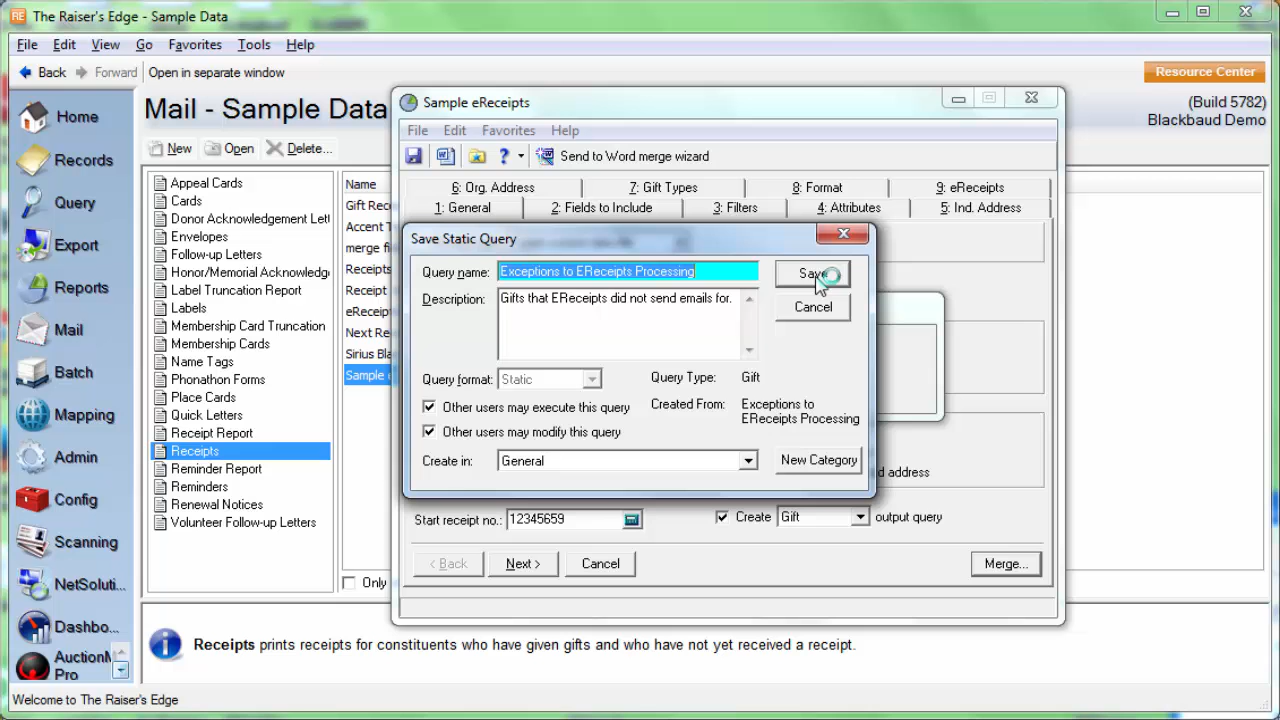 RE The Raiser's Edge - Sample Data
File Edit View Go Favorites Tools Help
Back Forward Open in separate window
Resource Center
Mail - Sample Data
(Build 5782)
Blackbaud Demo
New Open Delete...
Home
Records
Query
Export
Reports
Mail
Batch
Mapping
Admin
Config
Scanning
NetSoluti...
Dashbo...
AuctionM
Pro
Appeal Cards
Cards
Donor Acknowledgement Lett
Envelopes
Follow-up Letters
Honor/Memorial Acknowledg
Label Truncation Report
Labels
Membership Card Truncation
Membership Cards
Name Tags
Phonathon Forms
Place Cards
Quick Letters
Receipt Report
Receipts
Reminder Report
Reminders
Renewal Notices
Volunteer Follow-up Letters
Name
Gift Rec
Accent T
merge fi
Receipts
eReceip
Next Re
Sirius Bla
Sample e
Only
Sample eReceipts
File Edit Favorites Help
Send to Word merge wizard
6: Org. Address 7: Gift Types 8: Format 9: eReceipts
1: General 2: Fields to Include 3: Filters 4: Attributes 5: Ind. Address
Save Static Query
Query name: Exceptions to EReceipts Processing
Save
Description: Gifts that EReceipts did not send emails for.
Cancel
Query format: Static
Query Type: Gift
Other users may execute this query
Created From: Exceptions to
EReceipts Processing
Other users may modify this query
Create in: General
New Category
d address
Start receipt no.: 12345659
Create Gift output query
< Back Next > Cancel Merge...
Receipts prints receipts for constituents who have given gifts and who have not yet received a receipt.
Welcome to The Raiser's Edge